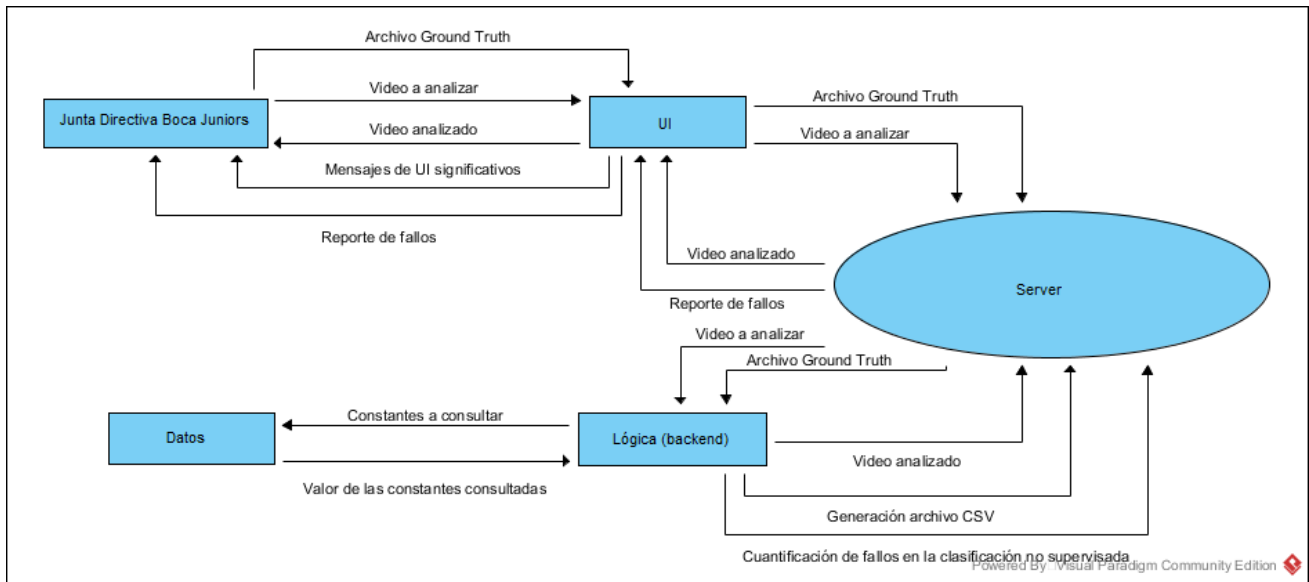 Archivo Ground Truth
Video a analizar
Archivo Ground Truth
Junta Directiva Boca Juniors
UI
Video analizado
Video a analizar
Mensajes de UI significativos
Reporte de fallos
Video analizado
Server
Reporte de fallos
Video a analizar
Archivo Ground Truth
Constantes a consultar
Datos
Lógica (backend)
Video analizado
Valor de las constantes consultadas
Generación archivo CSV
Cuantificación de fallos en la clasificación no supervisada
Powered By Visual Paradigm Community Edition